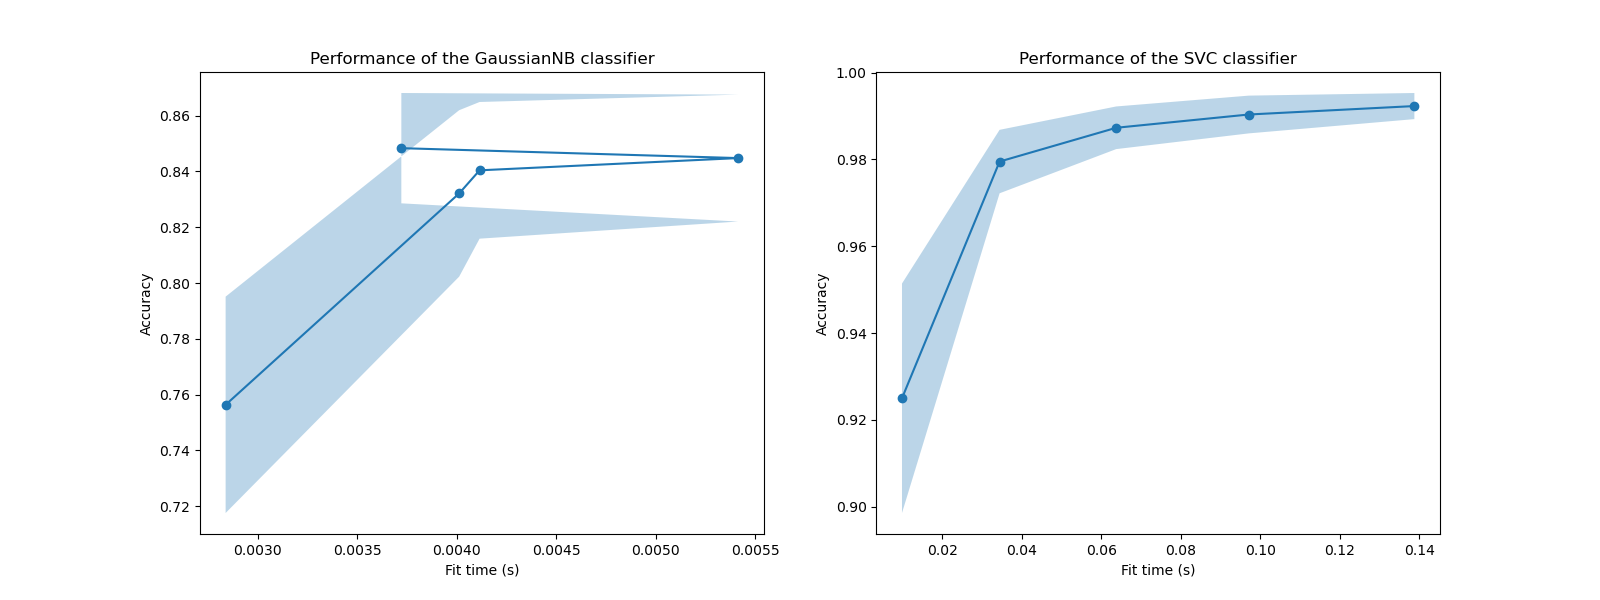 Performance of the GaussianNB classifier
Accuracy
0.86
0.84
0.82
0.80
0.78
0.76
0.74
0.72
0.0030 0.0035 0.0040 0.0045 0.0050 0.0055
Fit time (s)
Performance of the SVC classifier
Accuracy
1.00
0.98
0.96
0.94
0.92
0.90
0.02 0.04 0.06 0.08 0.10 0.12 0.14
Fit time (s)